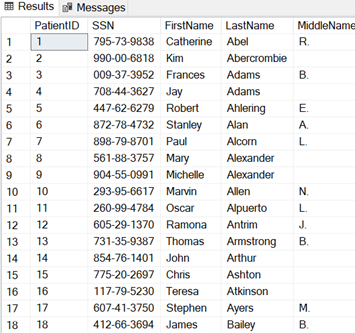 Results Messages
PatientID SSN FirstName LastName MiddleName
1 1 795-73-9838 Catherine Abel R.
2 2 990-00-6818 Kim Abercrombie
3 3 009-37-3952 Frances Adams B.
4 4 708-44-3627 Jay Adams
5 5 447-62-6279 Robert Ahlering E.
6 6 872-78-4732 Stanley Alan A.
7 7 898-79-8701 Paul Alcorn L.
8 8 561-88-3757 Mary Alexander
9 9 904-55-0991 Michelle Alexander
10 10 293-95-6617 Marvin Allen N.
11 11 260-99-4784 Oscar Alpuerto L.
12 12 605-29-1370 Ramona Antrim J.
13 13 731-35-9387 Thomas Armstrong B.
14 14 854-76-1401 John Arthur
15 15 775-20-2697 Chris Ashton
16 16 117-79-5230 Teresa Atkinson
17 17 607-41-3750 Stephen Ayers M.
18 18 412-66-3694 James Bailey B.